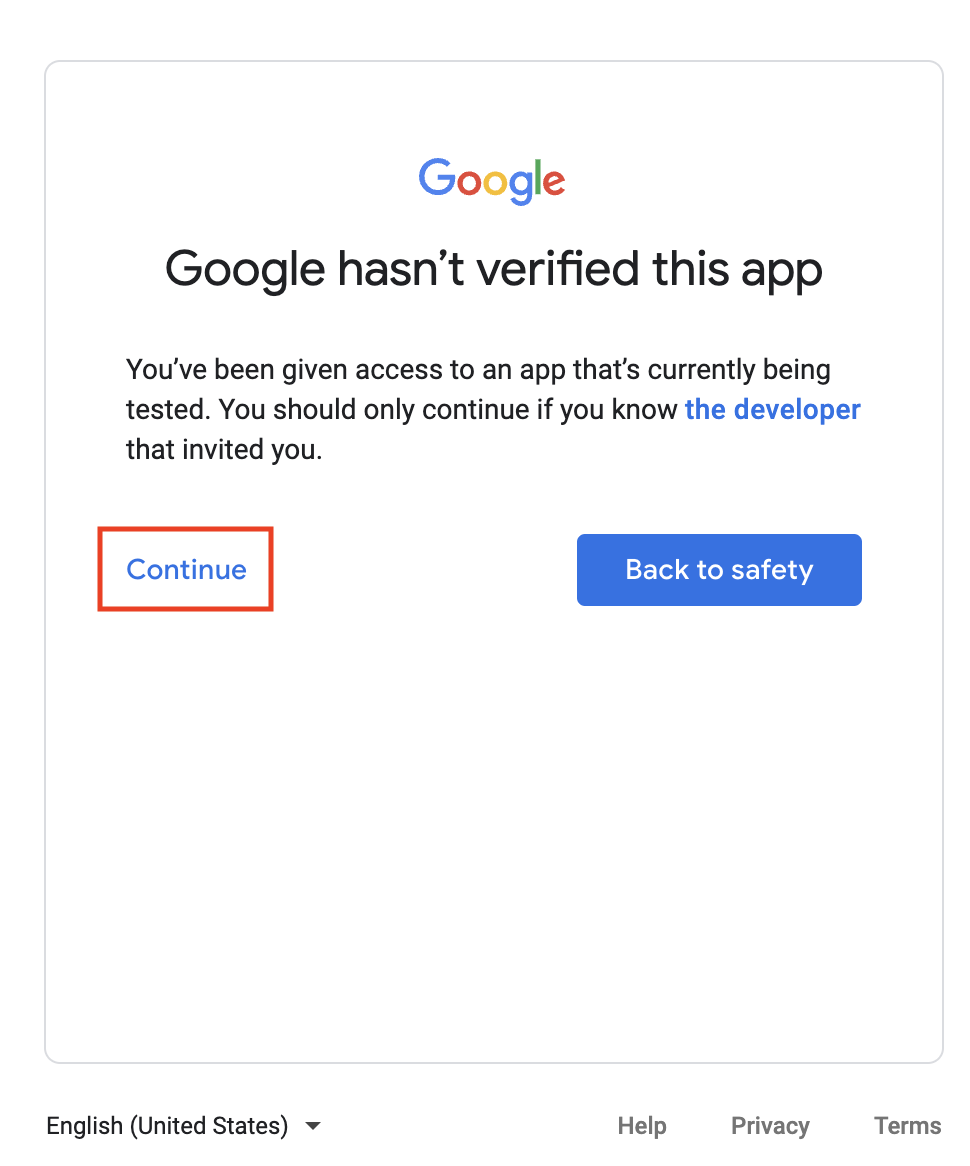 Google
Google hasn’t verified this app
You’ve been given access to an app that’s currently being
tested. You should only continue if you know the developer
that invited you.
Continue
Back to safety
English (United States)
Help
Privacy
Terms